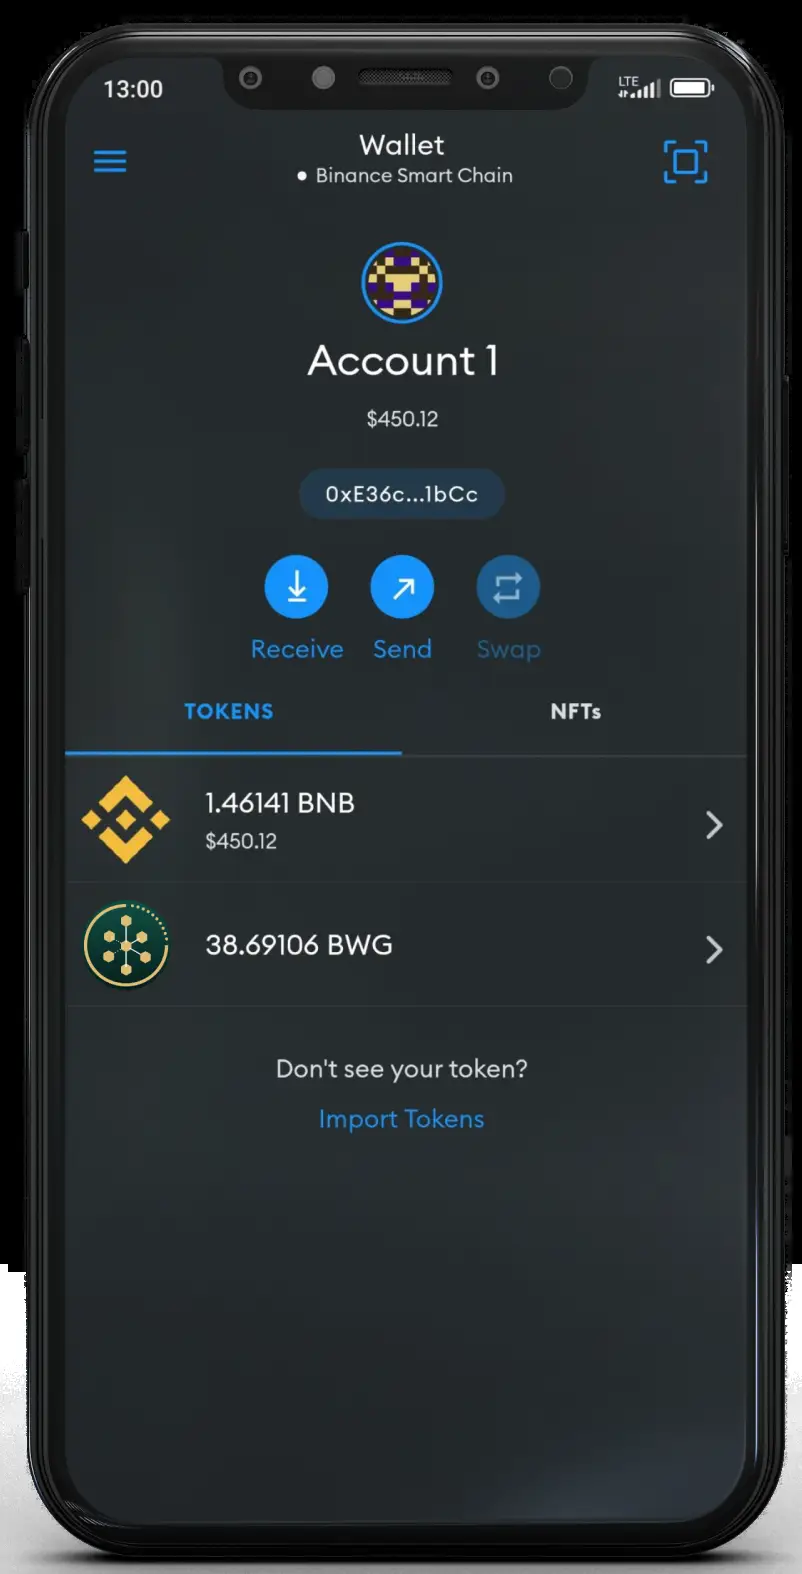 13:00
LTE
Wallet
Binance Smart Chain
Account 1
$450.12
0xE36c...1bCc
Receive Send Swap
TOKENS NFTs
1.46141 BNB
$450.12
38.69106 BWG
Don't see your token?
Import Tokens